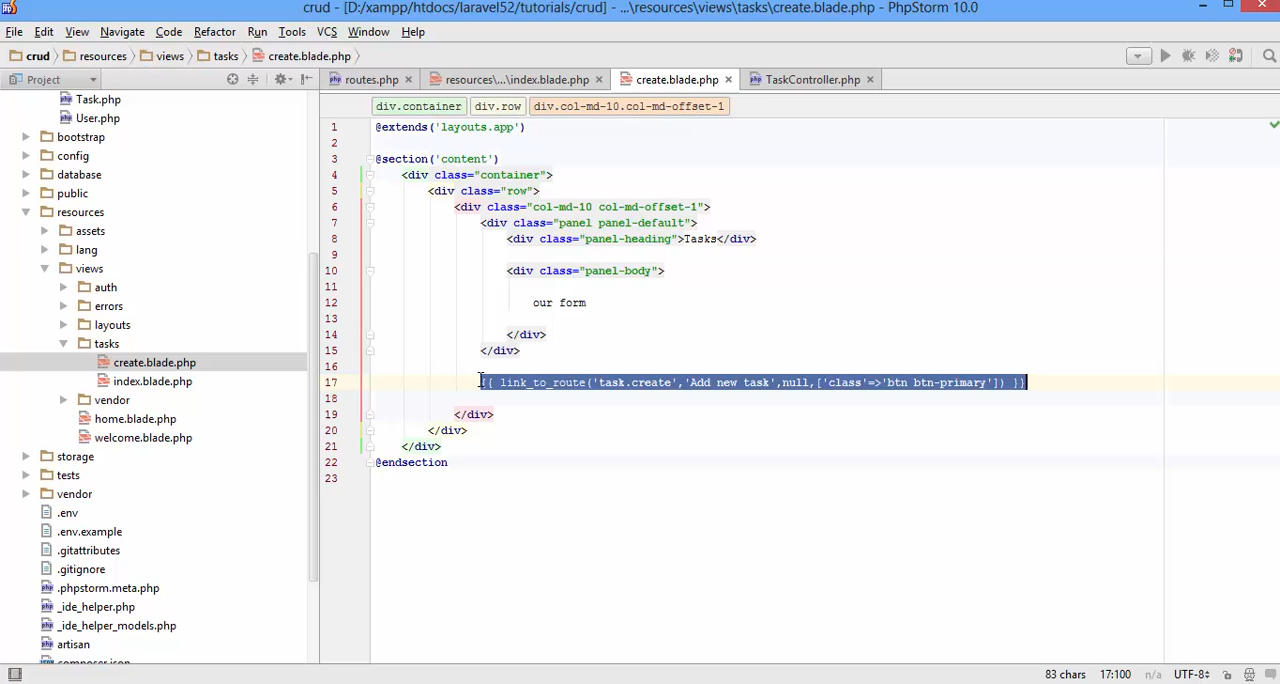 crud - [D:/xampp/htdocs/laravel52/tutorials/crud] - ...\resources\views\tasks\create.blade.php - PhpStorm 10.0
File Edit View Navigate Code Refactor Run Tools VCS Window Help
crud resources views tasks create.blade.php
Project routes.php resources\...\index.blade.php create.blade.php TaskController.php
div.container div.row div.col-md-10.col-md-offset-1
Task.php
User.php
bootstrap
config
database
public
resources
assets
lang
views
auth
errors
layouts
tasks
create.blade.php
index.blade.php
vendor
home.blade.php
welcome.blade.php
storage
tests
vendor
.env
.env.example
.gitattributes
.gitignore
.phpstorm.meta.php
_ide_helper.php
_ide_helper_models.php
artisan
composer.json
1 @extends('layouts.app')
2
3 @section('content')
4 <div class="container">
5 <div class="row">
6 <div class="col-md-10 col-md-offset-1">
7 <div class="panel panel-default">
8 <div class="panel-heading">Tasks</div>
9
10 <div class="panel-body">
11
12 our form
13
14 </div>
15 </div>
16
17 {{ link_to_route('task.create','Add new task',null,['class'=>'btn btn-primary']) }}
18
19 </div>
20 </div>
21 </div>
22 @endsection
23
83 chars 17:100 n/a UTF-8